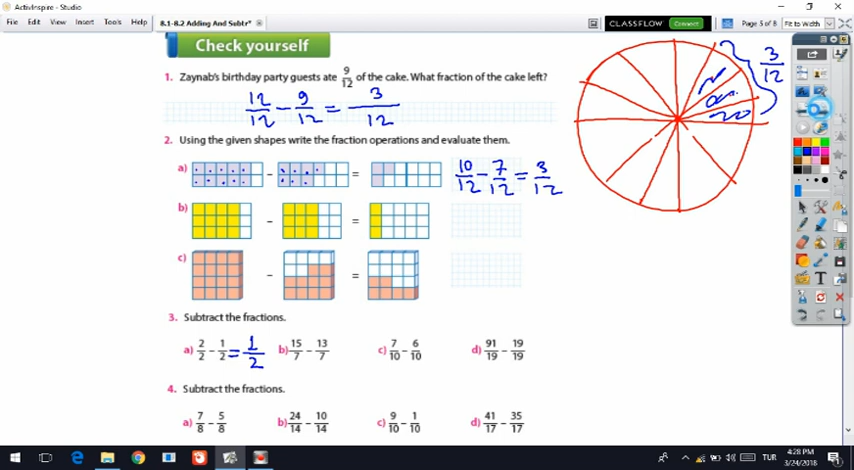 ActivInspire - Studio
File Edit View Insert Tools Help 8.1-8.2 Adding And Subtr* CLASSFLOW Connect Page 5 of 8 Fit to Width
Check yourself
1. Zaynab's birthday party guests ate 9/12 of the cake. What fraction of the cake left?
12/12 - 9/12 = 3/12
3/12
2. Using the given shapes write the fraction operations and evaluate them.
a) - = 10/12 - 7/12 = 3/12
b) - =
c) - =
3. Subtract the fractions.
a) 2/2 - 1/2 = 1/2 b) 15/7 - 13/7 c) 7/10 - 6/10 d) 91/19 - 19/19
4. Subtract the fractions.
a) 7/8 - 5/8 b) 24/14 - 10/14 c) 9/10 - 1/10 d) 41/17 - 35/17
TUR 4:28 PM
3/24/2018